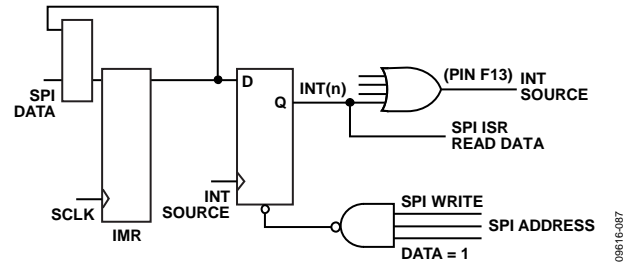 SPI
DATA
SCLK
IMR
D
Q
INT
SOURCE
INT(n)
(PIN F13)
INT
SOURCE
SPI ISR
READ DATA
SPI WRITE
SPI ADDRESS
DATA = 1
09616-087